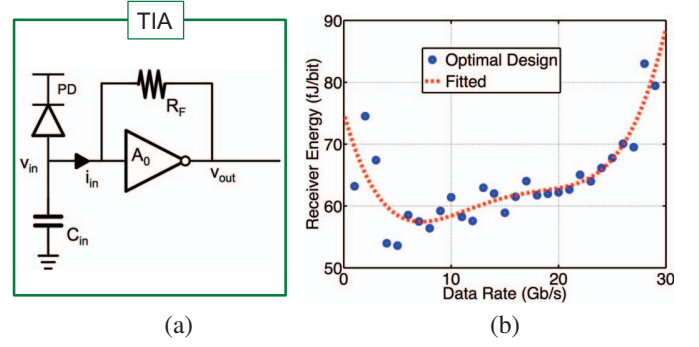 TIA
PD
R_F
v_in
i_in
A_0
v_out
C_in
(a)
Receiver Energy (fJ/bit)
90
80
70
60
50
Optimal Design
Fitted
0 10 20 30
Data Rate (Gb/s)
(b)